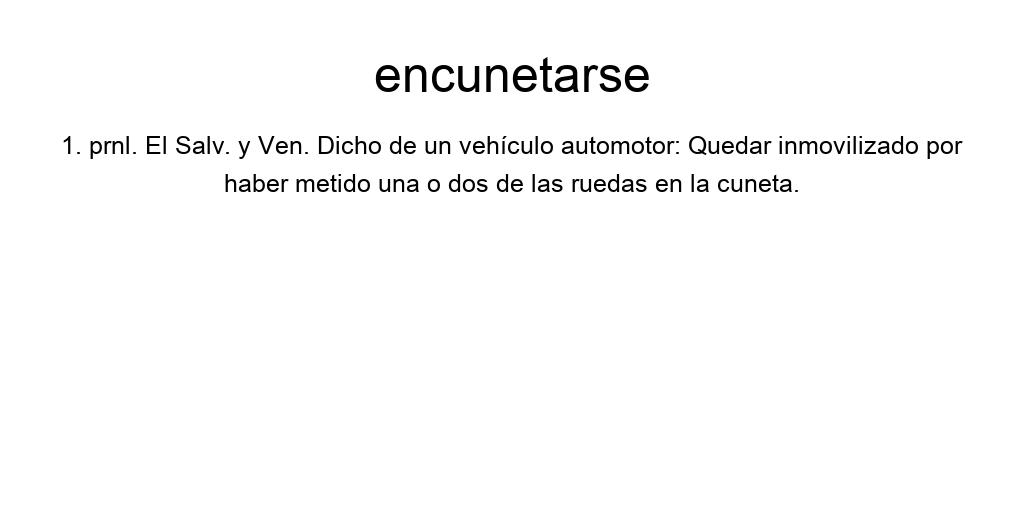 encunetarse
1. prnl. El Salv. y Ven. Dicho de un vehículo automotor: Quedar inmovilizado por
haber metido una o dos de las ruedas en la cuneta.